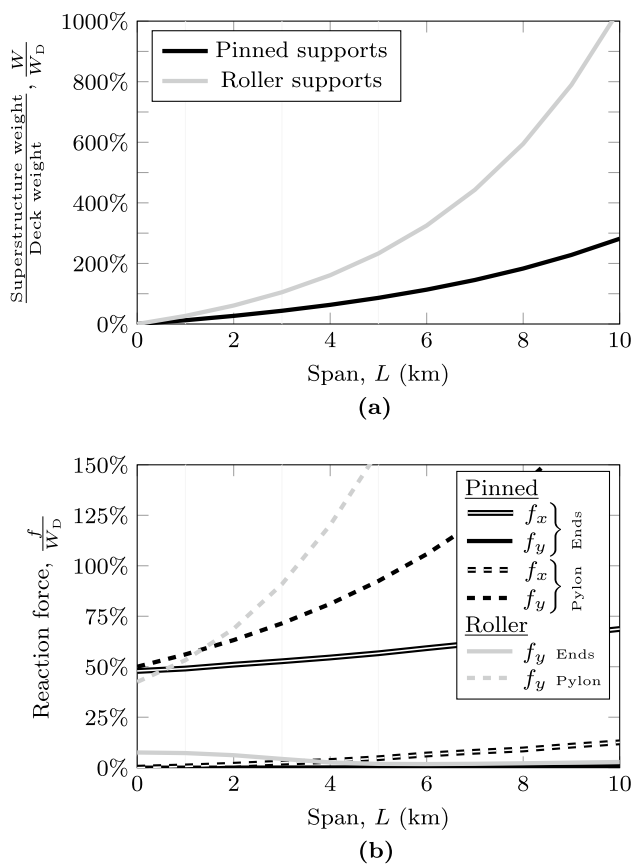 1000%
800%
600%
400%
200%
0%
Superstructure weight / Deck weight , W / W_D
Pinned supports
Roller supports
0 2 4 6 8 10
Span, L (km)
(a)
150%
125%
100%
75%
50%
25%
0%
Reaction force, f / W_D
Pinned
f_x
f_y
Ends
f_x
f_y
Pylon
Roller
f_y Ends
f_y Pylon
0 2 4 6 8 10
Span, L (km)
(b)